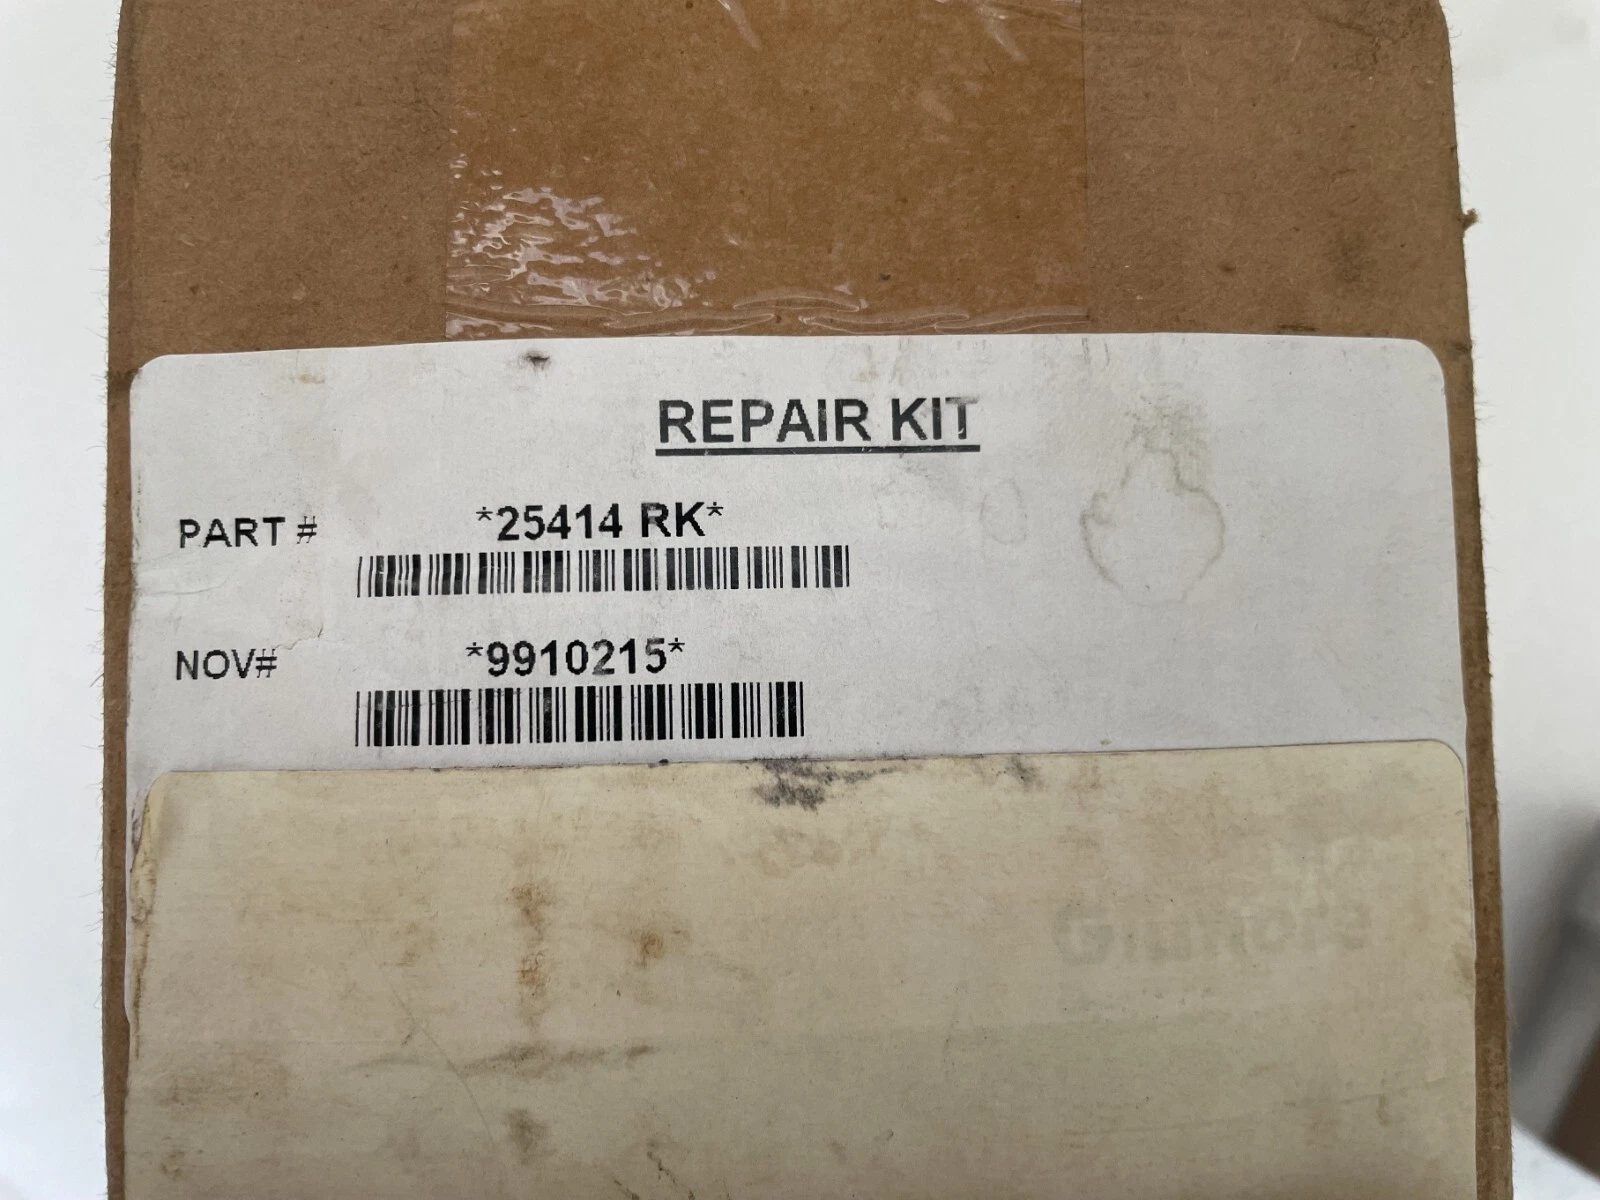 REPAIR KIT
PART # *25414 RK*
NOV# *9910215*